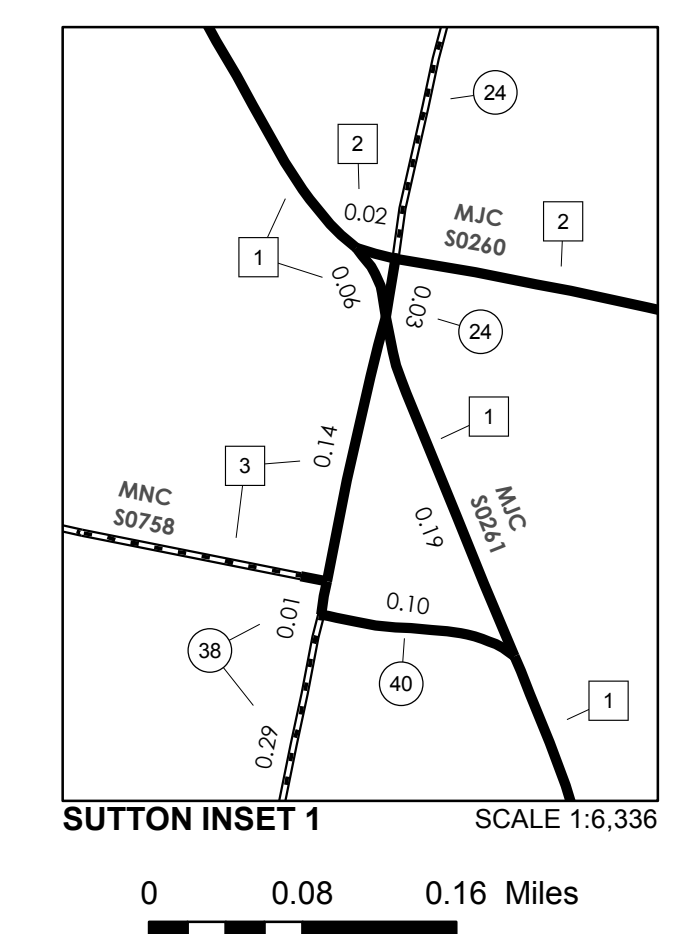 24
2
0.02
MJC
S0260
2
1
0.06
0.03
24
1
0.14
3
MNC
S0758
MJC
S0261
0.19
0.10
0.01
38
40
1
0.29
SUTTON INSET 1
SCALE 1:6,336
0 0.08 0.16 Miles